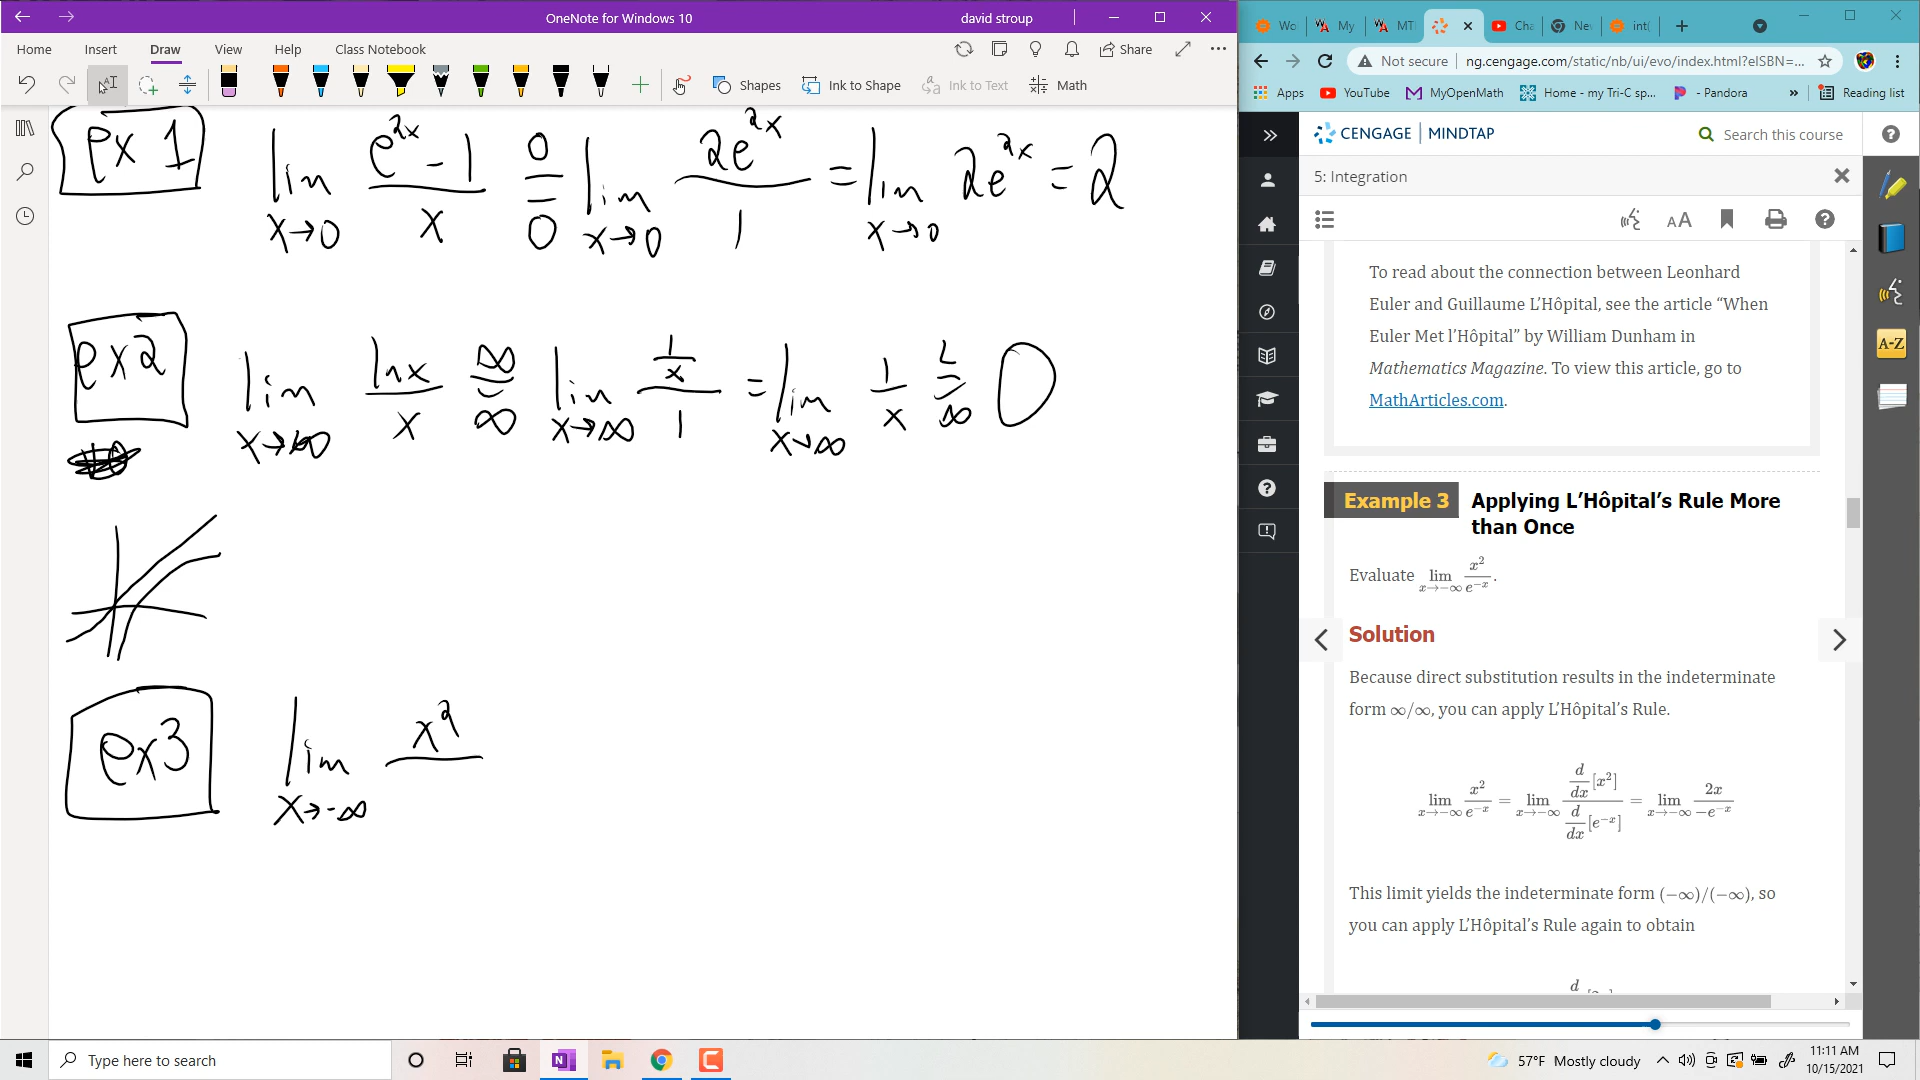 OneNote for Windows 10
david stroup
Home Insert Draw View Help Class Notebook
Share
Shapes Ink to Shape Ink to Text Math
ex 1 lim x→0 e^2x - 1 / x 0/0 lim x→0 2e^2x / 1 = lim x→0 2e^2x = 2
ex2 lim x→∞ ln x / x ∞/∞ lim x→∞ 1/x / 1 = lim x→∞ 1/x 0
ex3 lim x→-∞ x^2
Type here to search
My
Not secure ng.cengage.com/static/nb/ui/evo/index.html?eISBN=...
Apps YouTube MyOpenMath Home - my Tri-C sp... - Pandora » Reading list
CENGAGE MINDTAP
Search this course
5: Integration
AA
A-Z
To read about the connection between Leonhard
Euler and Guillaume L’Hôpital, see the article “When
Euler Met l’Hôpital” by William Dunham in
Mathematics Magazine. To view this article, go to
MathArticles.com.
Example 3 Applying L’Hôpital’s Rule More
than Once
Evaluate lim x→−∞ x^2 / e^−x .
Solution
Because direct substitution results in the indeterminate
form ∞/∞, you can apply L’Hôpital’s Rule.
lim x→−∞ x^2 / e^−x = lim x→−∞ d/dx [x^2] / d/dx [e^−x] = lim x→−∞ 2x / −e^−x
This limit yields the indeterminate form (−∞)/(−∞), so
you can apply L’Hôpital’s Rule again to obtain
57°F Mostly cloudy
11:11 AM
10/15/2021